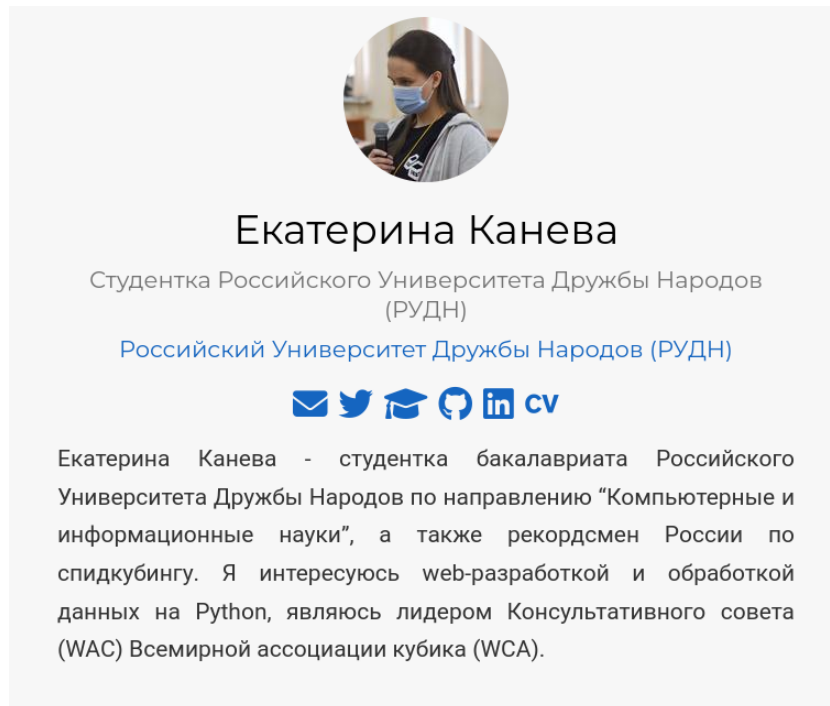 Екатерина Канева
Студентка Российского Университета Дружбы Народов
(РУДН)
Российский Университет Дружбы Народов (РУДН)
CV
Екатерина Канева - студентка бакалавриата Российского
Университета Дружбы Народов по направлению “Компьютерные и
информационные науки”, а также рекордсмен России по
спидкубингу. Я интересуюсь web-разработкой и обработкой
данных на Python, являюсь лидером Консультативного совета
(WAC) Всемирной ассоциации кубика (WCA).